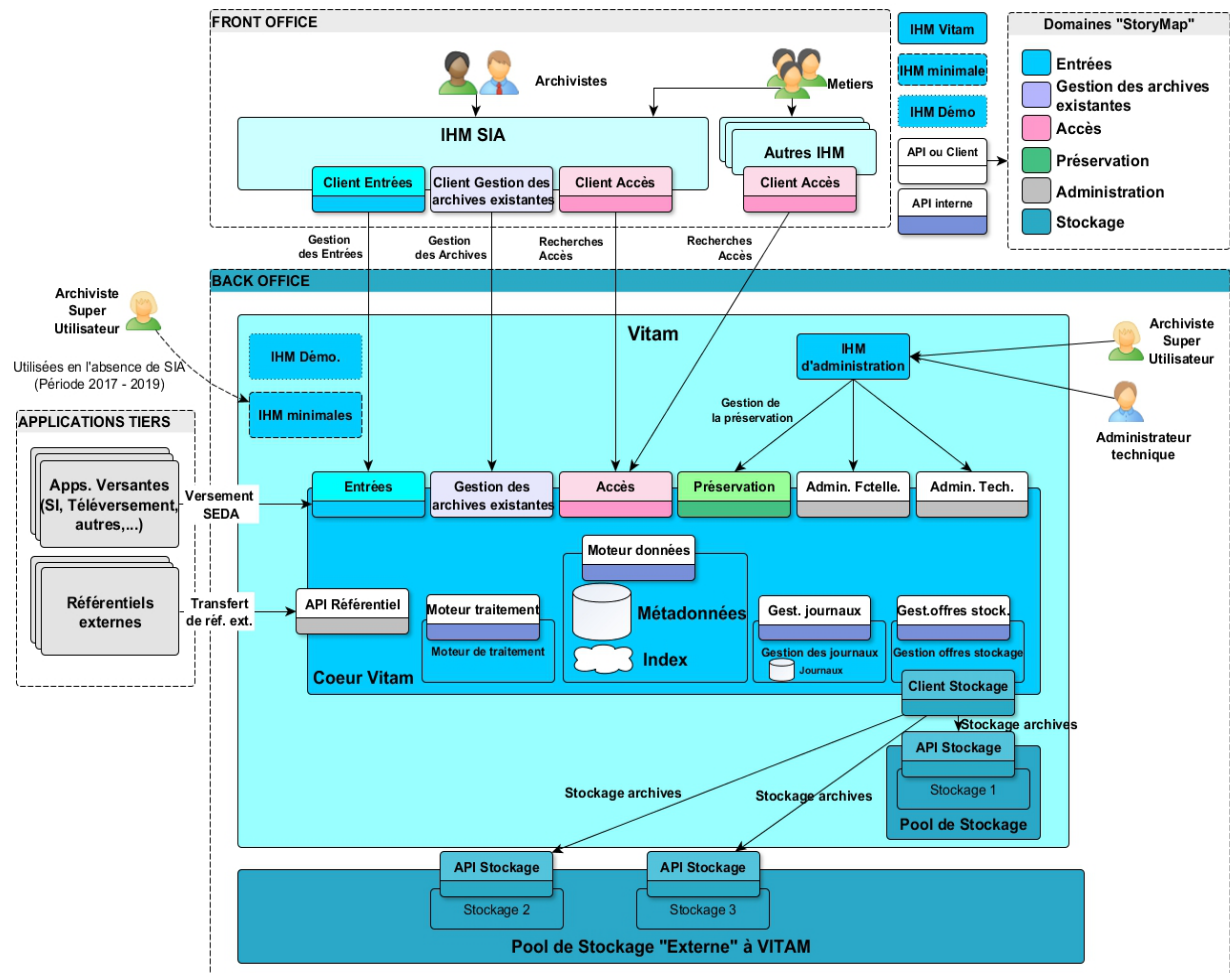 FRONT OFFICE
Archivistes
Metiers
IHM SIA
Autres IHM
Client Entrées
Client Gestion des
archives existantes
Client Accès
Client Accès
IHM Vitam
IHM minimale
IHM Démo
API ou Client
API interne
Domaines "StoryMap"
Entrées
Gestion des archives
existantes
Accès
Préservation
Administration
Stockage
Gestion
des Entrées
Gestion
des Archives
Recherches
Accès
Recherches
Accès
BACK OFFICE
Archiviste
Super
Utilisateur
Utilisées en l'absence de SIA
(Période 2017 - 2019)
Vitam
IHM Démo.
IHM minimales
IHM
d'administration
Archiviste
Super
Utilisateur
Administrateur
technique
Gestion de
la préservation
APPLICATIONS TIERS
Apps. Versantes
(SI, Téléversement,
autres,...)
Versement
SEDA
Référentiels
externes
Transfert
de réf. ext.
Entrées
Gestion des
archives existantes
Accès
Préservation
Admin. Fctelle.
Admin. Tech.
API Référentiel
Moteur traitement
Moteur de traitement
Moteur données
Métadonnées
Index
Gest. journaux
Gestion des journaux
Journaux
Gest.offres stock.
Gestion offres stockage
Coeur Vitam
Client Stockage
Stockage archives
API Stockage
Stockage 1
Pool de Stockage
Stockage archives
Stockage archives
API Stockage
Stockage 2
API Stockage
Stockage 3
Pool de Stockage "Externe" à VITAM